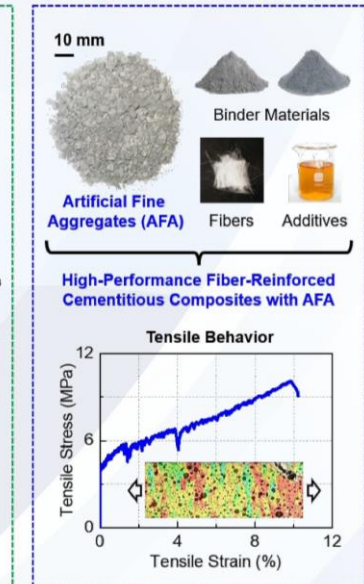 10 mm
Binder Materials
Artificial Fine
Aggregates (AFA)
Fibers
Additives
High-Performance Fiber-Reinforced
Cementitious Composites with AFA
Tensile Behavior
Tensile Stress (MPa)
12
6
0
0
4
8
12
Tensile Strain (%)